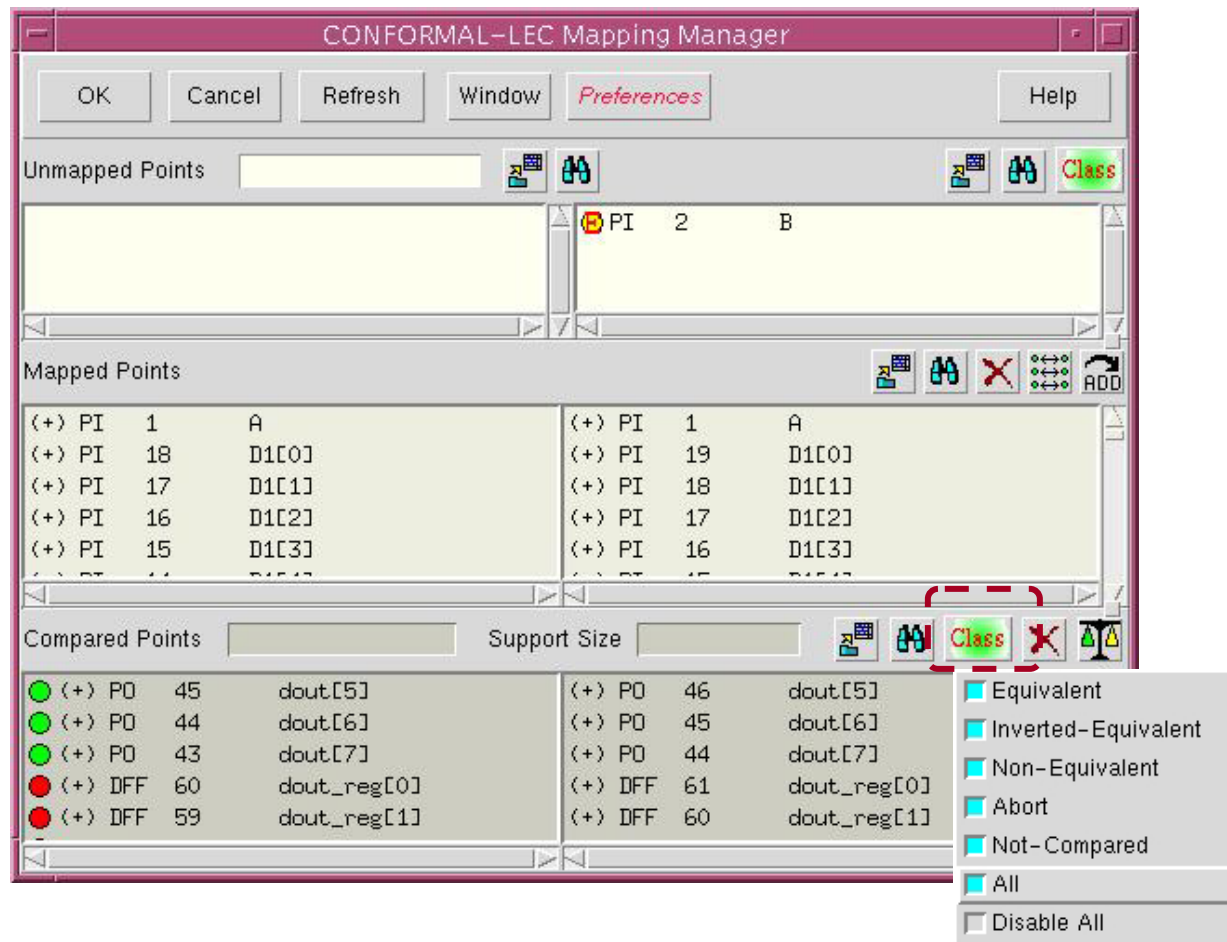 CONFORMAL-LEC Mapping Manager
OK Cancel Refresh Window Preferences Help
Unmapped Points Class
E PI 2 B
Mapped Points ADD
(+) PI 1 A (+) PI 1 A
(+) PI 18 D1[0] (+) PI 19 D1[0]
(+) PI 17 D1[1] (+) PI 18 D1[1]
(+) PI 16 D1[2] (+) PI 17 D1[2]
(+) PI 15 D1[3] (+) PI 16 D1[3]
Compared Points Support Size Class
(+) PO 45 dout[5] (+) PO 46 dout[5]
(+) PO 44 dout[6] (+) PO 45 dout[6]
(+) PO 43 dout[7] (+) PO 44 dout[7]
(+) DFF 60 dout_reg[0] (+) DFF 61 dout_reg[0]
(+) DFF 59 dout_reg[1] (+) DFF 60 dout_reg[1]
Equivalent
Inverted-Equivalent
Non-Equivalent
Abort
Not-Compared
All
Disable All